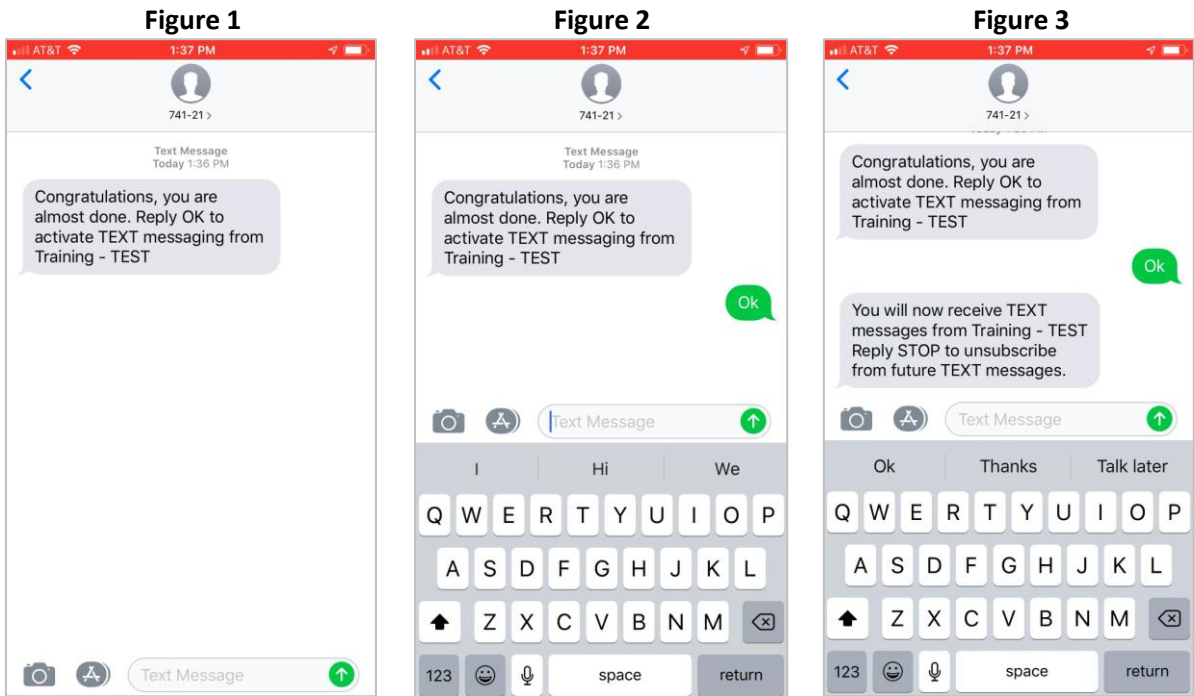 Figure 1
AT&T
1:37 PM
741-21 >
Text Message
Today 1:36 PM
Congratulations, you are
almost done. Reply OK to
activate TEXT messaging from
Training - TEST
Text Message
Figure 2
AT&T
1:37 PM
741-21 >
Text Message
Today 1:36 PM
Congratulations, you are
almost done. Reply OK to
activate TEXT messaging from
Training - TEST
Ok
Text Message
I Hi We
Q W E R T Y U I O P
A S D F G H J K L
Z X C V B N M
123 space return
Figure 3
AT&T
1:37 PM
741-21 >
Congratulations, you are
almost done. Reply OK to
activate TEXT messaging from
Training - TEST
Ok
You will now receive TEXT
messages from Training - TEST
Reply STOP to unsubscribe
from future TEXT messages.
Text Message
Ok Thanks Talk later
Q W E R T Y U I O P
A S D F G H J K L
Z X C V B N M
123 space return